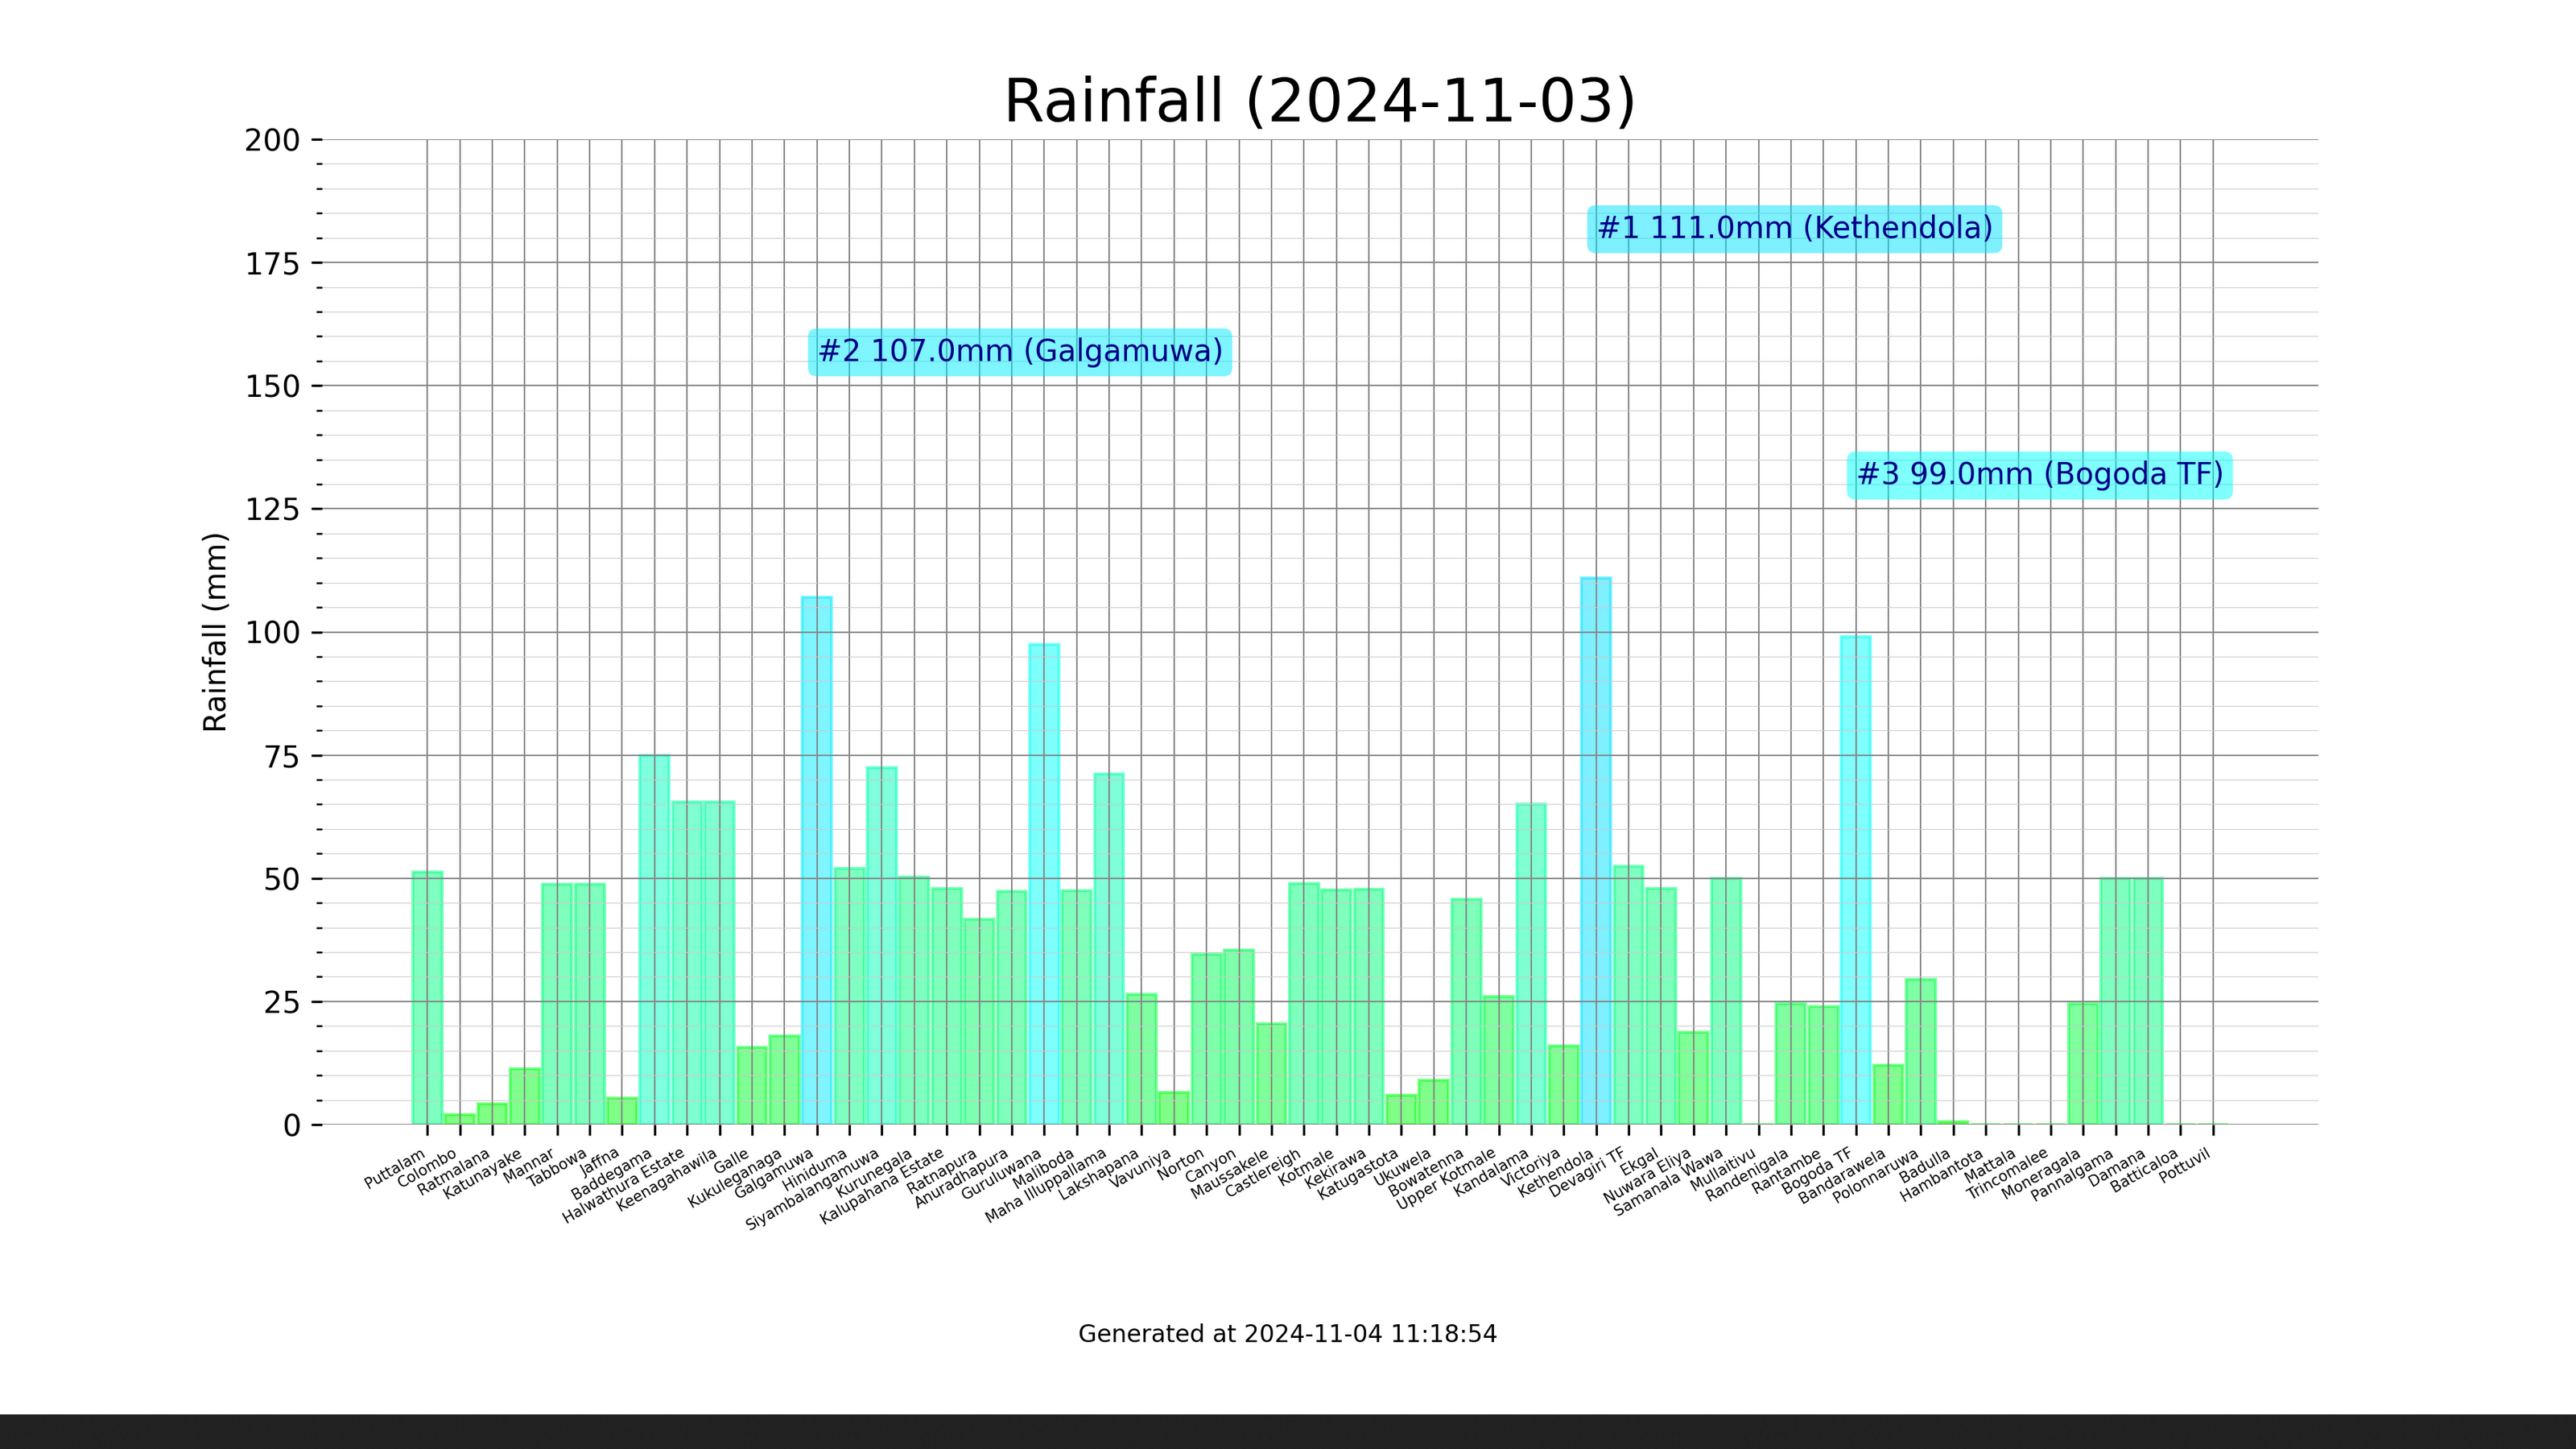 Rainfall (2024-11-03)
200
175
150
125
100
75
50
25
0
Rainfall (mm)
#1 111.0mm (Kethendola)
#2 107.0mm (Galgamuwa)
#3 99.0mm (Bogoda TF)
Puttalam
Colombo
Ratmalana
Katunayake
Mannar
Tabbowa
Jaffna
Baddegama
Halwathura Estate
Keenagahawila
Galle
Kukuleganaga
Galgamuwa
Hiniduma
Siyambalangamuwa
Kurunegala
Kalupahana Estate
Ratnapura
Anuradhapura
Guruluwana
Maliboda
Maha Illuppallama
Lakshapana
Vavuniya
Norton
Canyon
Maussakele
Castlereigh
Kotmale
Kekirawa
Katugastota
Ukuwela
Bowatenna
Upper Kotmale
Kandalama
Victoriya
Kethendola
Devagiri TF
Ekgal
Nuwara Eliya
Samanala Wawa
Mullaitivu
Randenigala
Rantambe
Bogoda TF
Bandarawela
Polonnaruwa
Badulla
Hambantota
Mattala
Trincomalee
Moneragala
Pannalgama
Damana
Batticaloa
Pottuvil
Generated at 2024-11-04 11:18:54